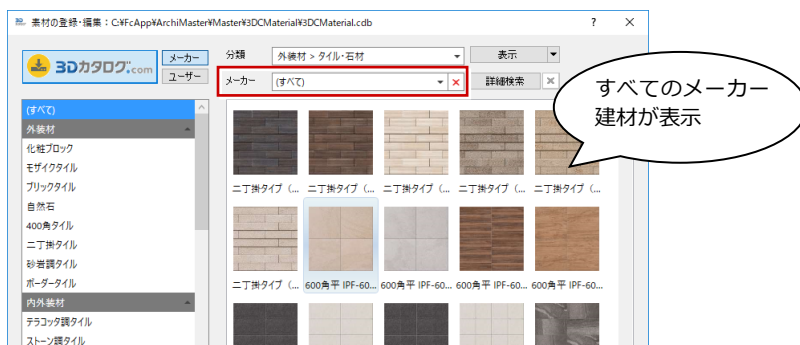 素材の登録・編集：C:¥FcApp¥ArchiMaster¥Master¥3DCMaterial¥3DCMaterial.cdb
3Dカタログ.com
メーカー
ユーザー
分類
外装材 > タイル・石材
表示
メーカー
(すべて)
詳細検索
すべてのメーカー
建材が表示
(すべて)
外装材
化粧ブロック
モザイクタイル
ブリックタイル
自然石
400角タイル
二丁掛タイル
砂岩調タイル
ボーダータイル
内外装材
テラコッタ調タイル
ストーン調タイル
二丁掛タイプ（... 二丁掛タイプ（... 二丁掛タイプ（... 二丁掛タイプ（... 二丁掛タイプ（...
二丁掛タイプ（... 600角平 IPF-60... 600角平 IPF-60... 600角平 IPF-60... 600角平 IPF-60...